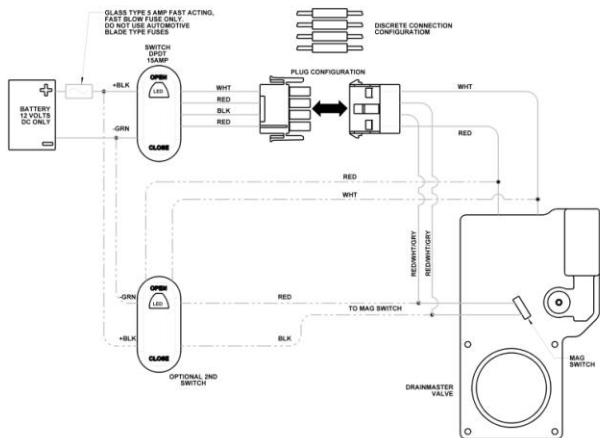 GLASS TYPE 5 AMP FAST ACTING,
FAST BLOW FUSE ONLY.
DO NOT USE AUTOMOTIVE
BLADE TYPE FUSES
DISCRETE CONNECTION
CONFIGURATIOM
SWITCH
DPDT
15AMP
PLUG CONFIGURATION
+BLK
OPEN
LED
WHT
RED
BLK
RED
WHT
BATTERY
12 VOLTS
DC ONLY
-GRN
CLOSE
RED
RED
WHT
RED/WHT/GRY
RED/WHT/GRY
OPEN
-GRN
LED
RED
TO MAG SWITCH
+BLK
BLK
CLOSE
OPTIONAL 2ND
SWITCH
MAG
SWITCH
DRAINMASTER
VALVE